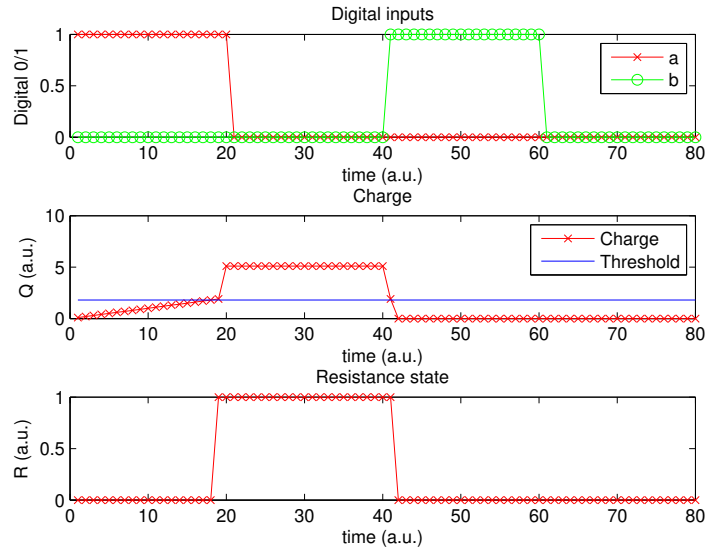 Digital inputs
Digital 0/1
1
0.5
0
a
b
0 10 20 30 40 50 60 70 80
time (a.u.)
Charge
Q (a.u.)
10
5
0
Charge
Threshold
0 10 20 30 40 50 60 70 80
time (a.u.)
Resistance state
R (a.u.)
1
0.5
0
0 10 20 30 40 50 60 70 80
time (a.u.)